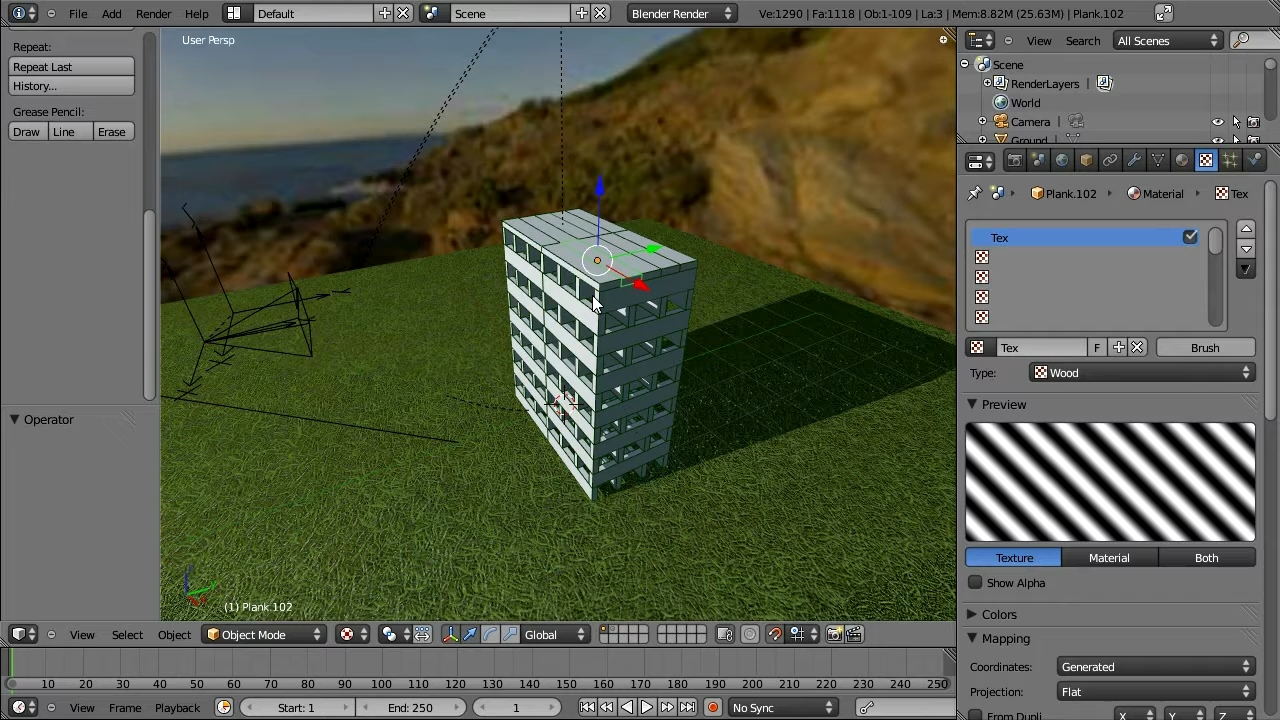 File Add Render Help Default Scene Blender Render Ve:1290 | Fa:1118 | Ob:1-109 | La:3 | Mem:8.82M (25.63M) | Plank.102
Repeat:
Repeat Last
History...
Grease Pencil:
Draw Line Erase
Operator
User Persp
(1) Plank.102
View Select Object Object Mode Global
10 20 30 40 50 60 70 80 90 100 110 120 130 140 150 160 170 180 190 200 210 220 230 240 250
View Frame Playback Start: 1 End: 250 1 No Sync
View Search All Scenes
Scene
RenderLayers |
World
Camera |
Ground |
Plank.102 Material Tex
Tex
Tex F Brush
Type: Wood
Preview
Texture Material Both
Show Alpha
Colors
Mapping
Coordinates: Generated
Projection: Flat
From Dupli X Y Z